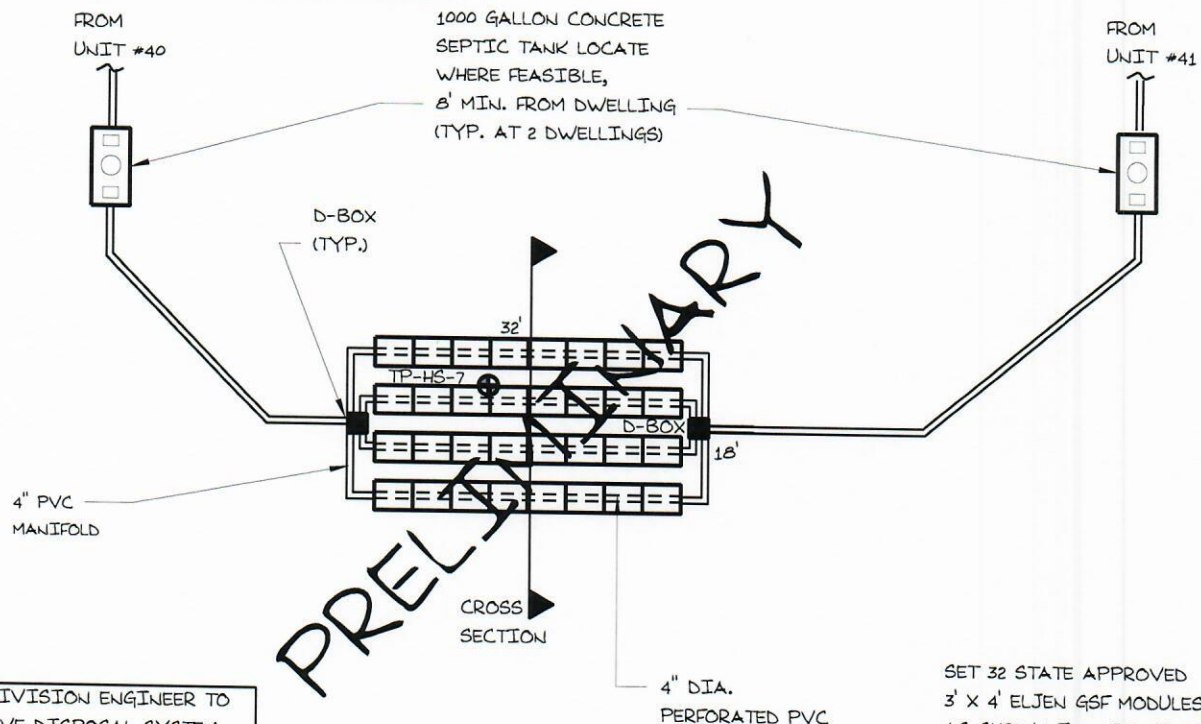 FROM
UNIT #40
1000 GALLON CONCRETE
SEPTIC TANK LOCATE
WHERE FEASIBLE,
8' MIN. FROM DWELLING
(TYP. AT 2 DWELLINGS)
FROM
UNIT #41
D-BOX
(TYP.)
32'
TP-HS-7
D-BOX
18'
4" PVC
MANIFOLD
PRELIMINARY
CROSS
SECTION
4" DIA.
PERFORATED PVC
SET 32 STATE APPROVED
3' X 4' ELJEN GSF MODULES
ENGINEER TO